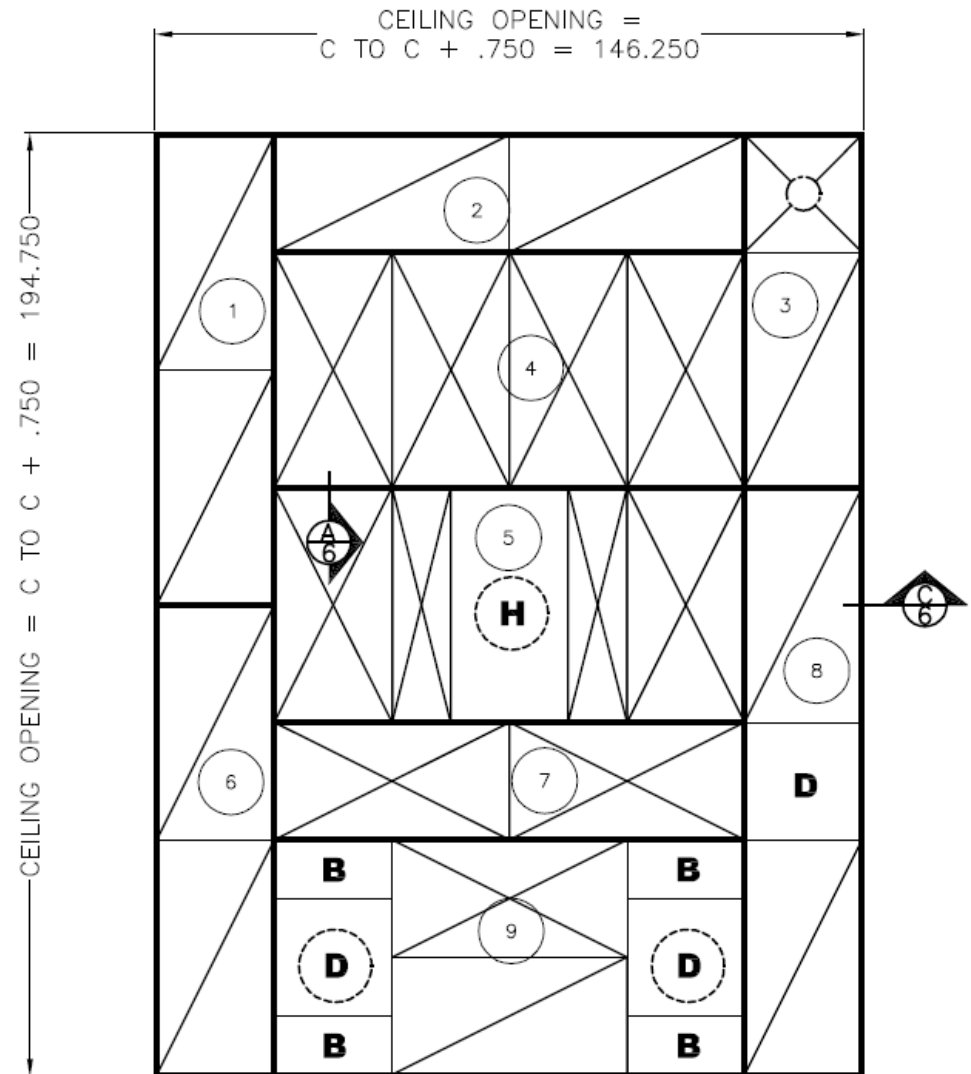 CEILING OPENING =
C TO C + .750 = 146.250
CEILING OPENING = C TO C + .750 = 194.750
2
1
3
4
A
6
5
H
C
6
8
6
7
D
B
B
9
D
D
B
B